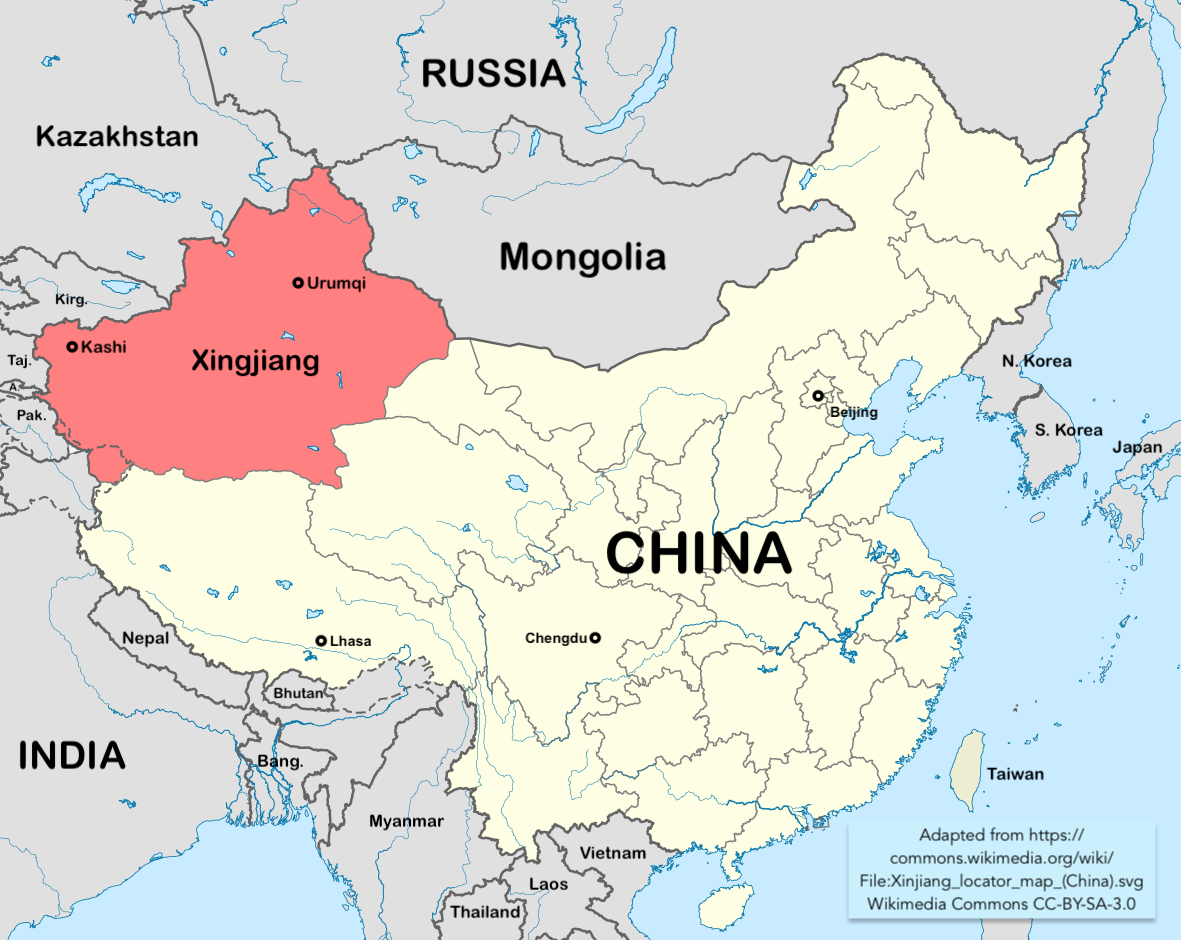 RUSSIA
Kazakhstan
Mongolia
Urumqi
Kirg.
Kashi
Xingjiang
Taj.
A.
Pak.
N. Korea
Beijing
S. Korea
Japan
CHINA
Nepal
Lhasa
Chengdu
Bhutan
INDIA
Bang.
Taiwan
Myanmar
Vietnam
Laos
Thailand
Adapted from https://
commons.wikimedia.org/wiki/
File:Xinjiang_locator_map_(China).svg
Wikimedia Commons CC-BY-SA-3.0